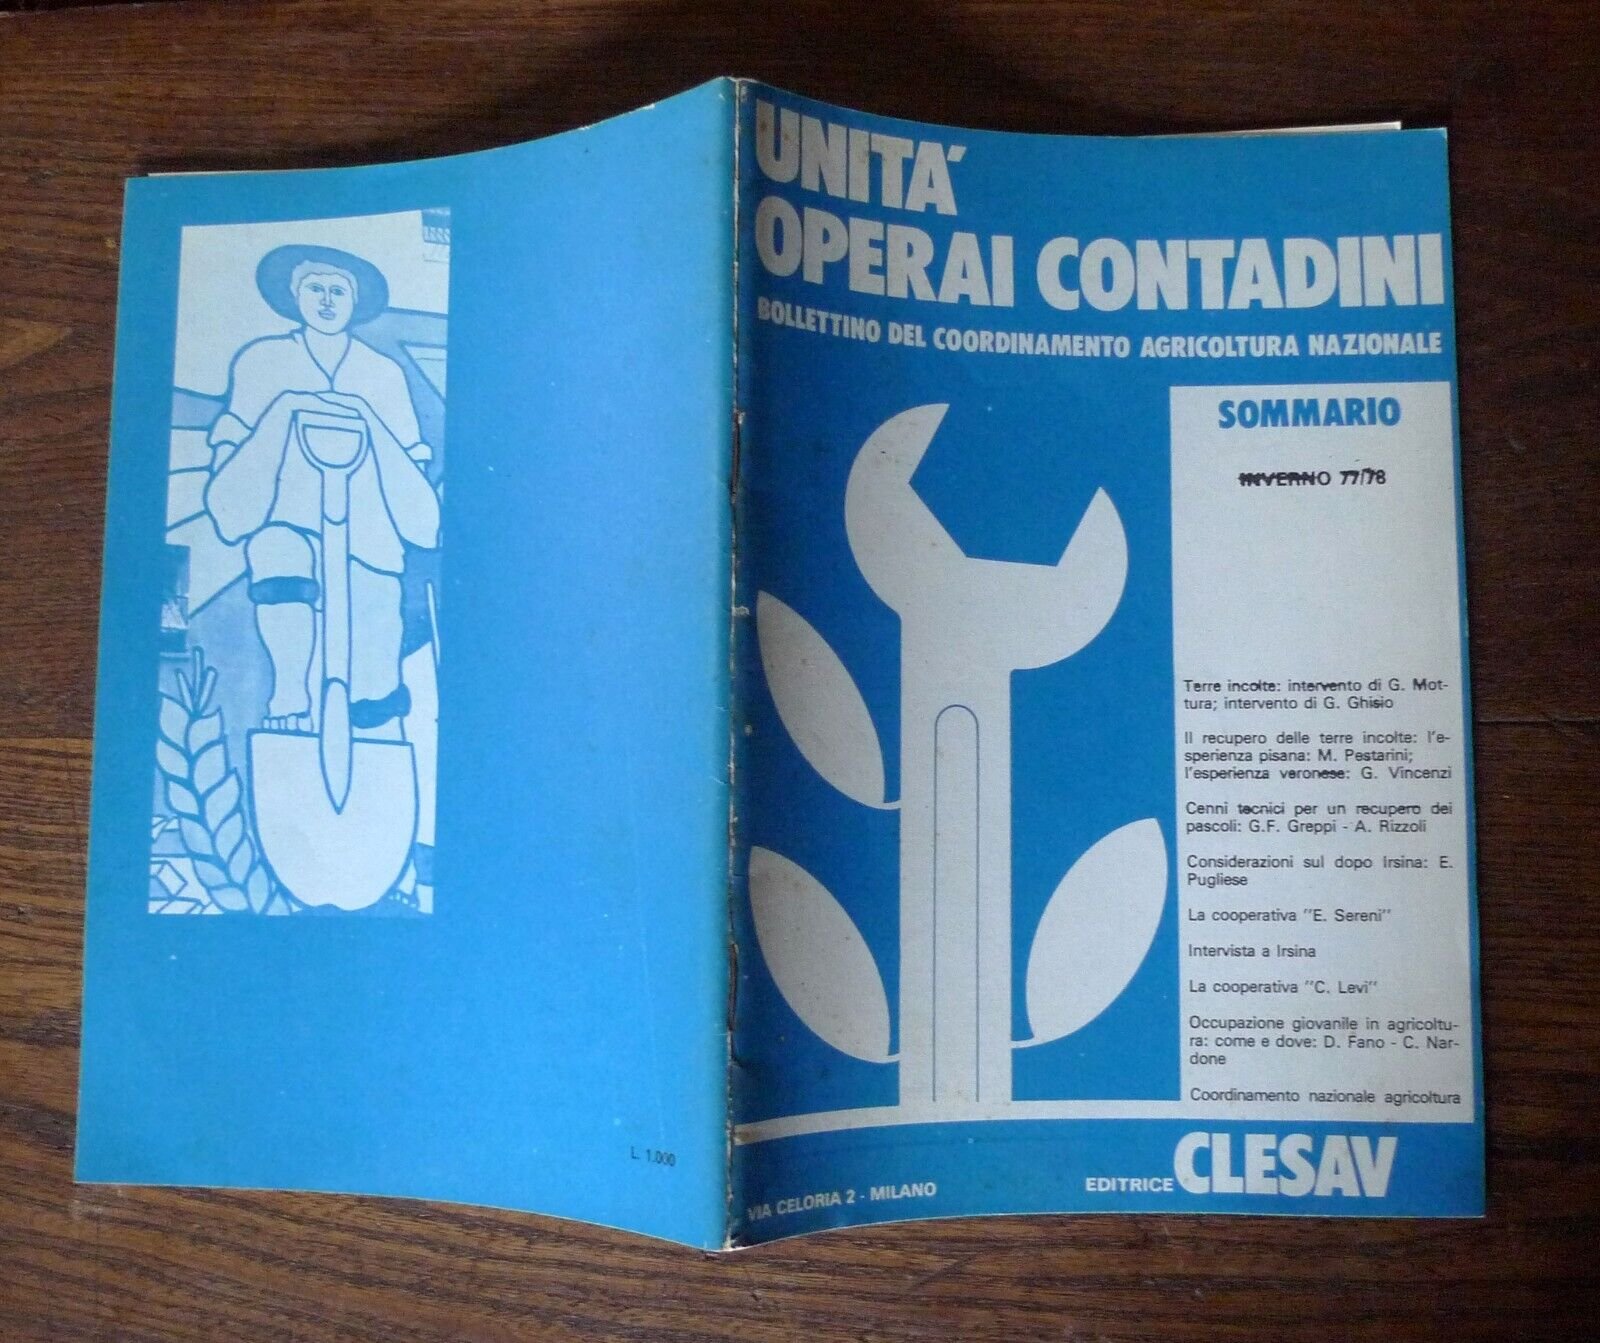 UNITÀ
OPERAI CONTADINI
BOLLETTINO DEL COORDINAMENTO AGRICOLTURA NAZIONALE
SOMMARIO
INVERNO 77/78
Terre incolte: intervento di G. Mot-
tura; intervento di G. Ghisio
Il recupero delle terre incolte: l'e-
sperienza pisana: M. Pestarini;
l'esperienza veronese: G. Vincenzi
Cenni tecnici per un recupero dei
pascoli: G.F. Greppi - A. Rizzoli
Considerazioni sul dopo Irsina: E.
Pugliese
La cooperativa "E. Sereni"
Intervista a Irsina
La cooperativa "C. Levi"
Occupazione giovanile in agricoltu-
ra: come e dove: D. Fano - C. Nar-
done
Coordinamento nazionale agricoltura
EDITRICE CLESAV
VIA CELORIA 2 - MILANO
L. 1.000